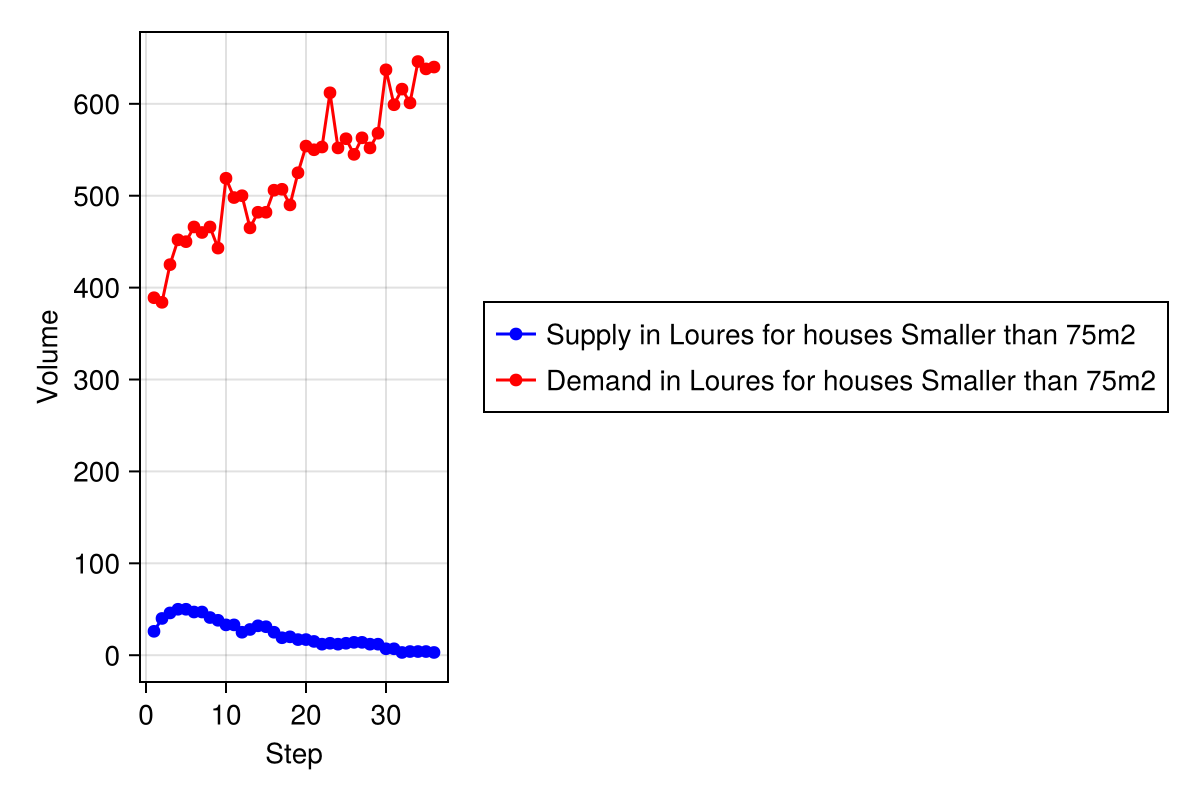 600
500
400
300
200
100
0
Volume
0 10 20 30
Step
Supply in Loures for houses Smaller than 75m2
Demand in Loures for houses Smaller than 75m2